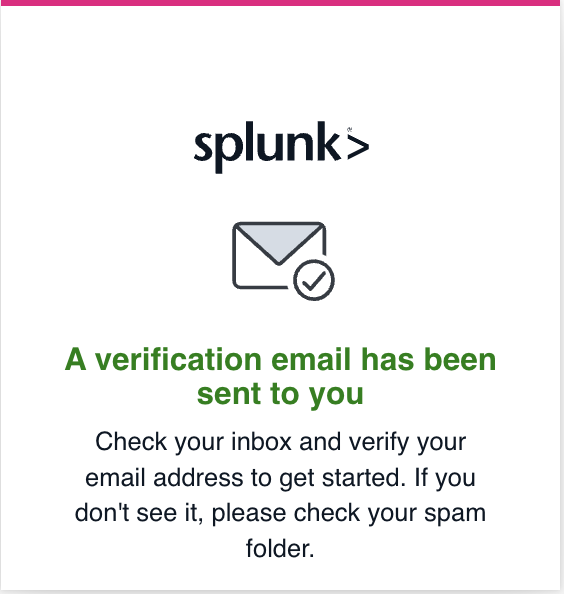 splunk>
A verification email has been
sent to you
Check your inbox and verify your
email address to get started. If you
don't see it, please check your spam
folder.